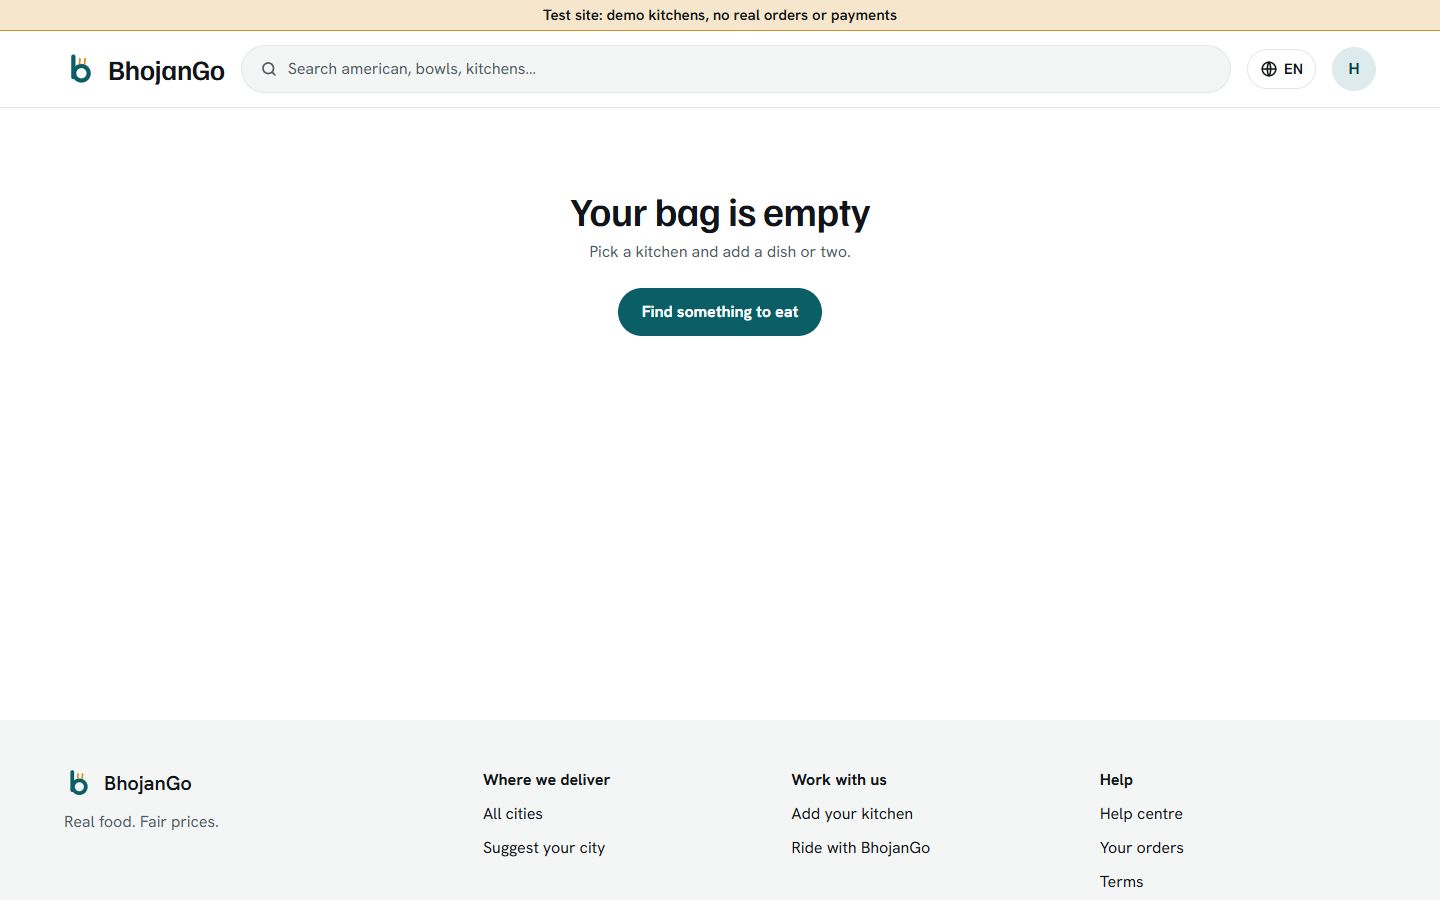 Test site: demo kitchens, no real orders or payments
BhojanGo
Search american, bowls, kitchens...
EN
H
Your bag is empty
Pick a kitchen and add a dish or two.
Find something to eat
BhojanGo
Real food. Fair prices.
Where we deliver
All cities
Suggest your city
Work with us
Add your kitchen
Ride with BhojanGo
Help
Help centre
Your orders
Terms